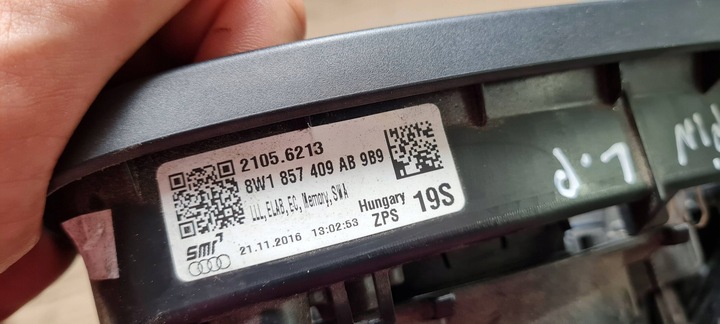 2105.6213
8W1 857 409 AB 9B9
LLL, ELAB, EC, Memory, SWA
Hungary
ZPS
19S
smr
21.11.2016 13:02:53
L.P